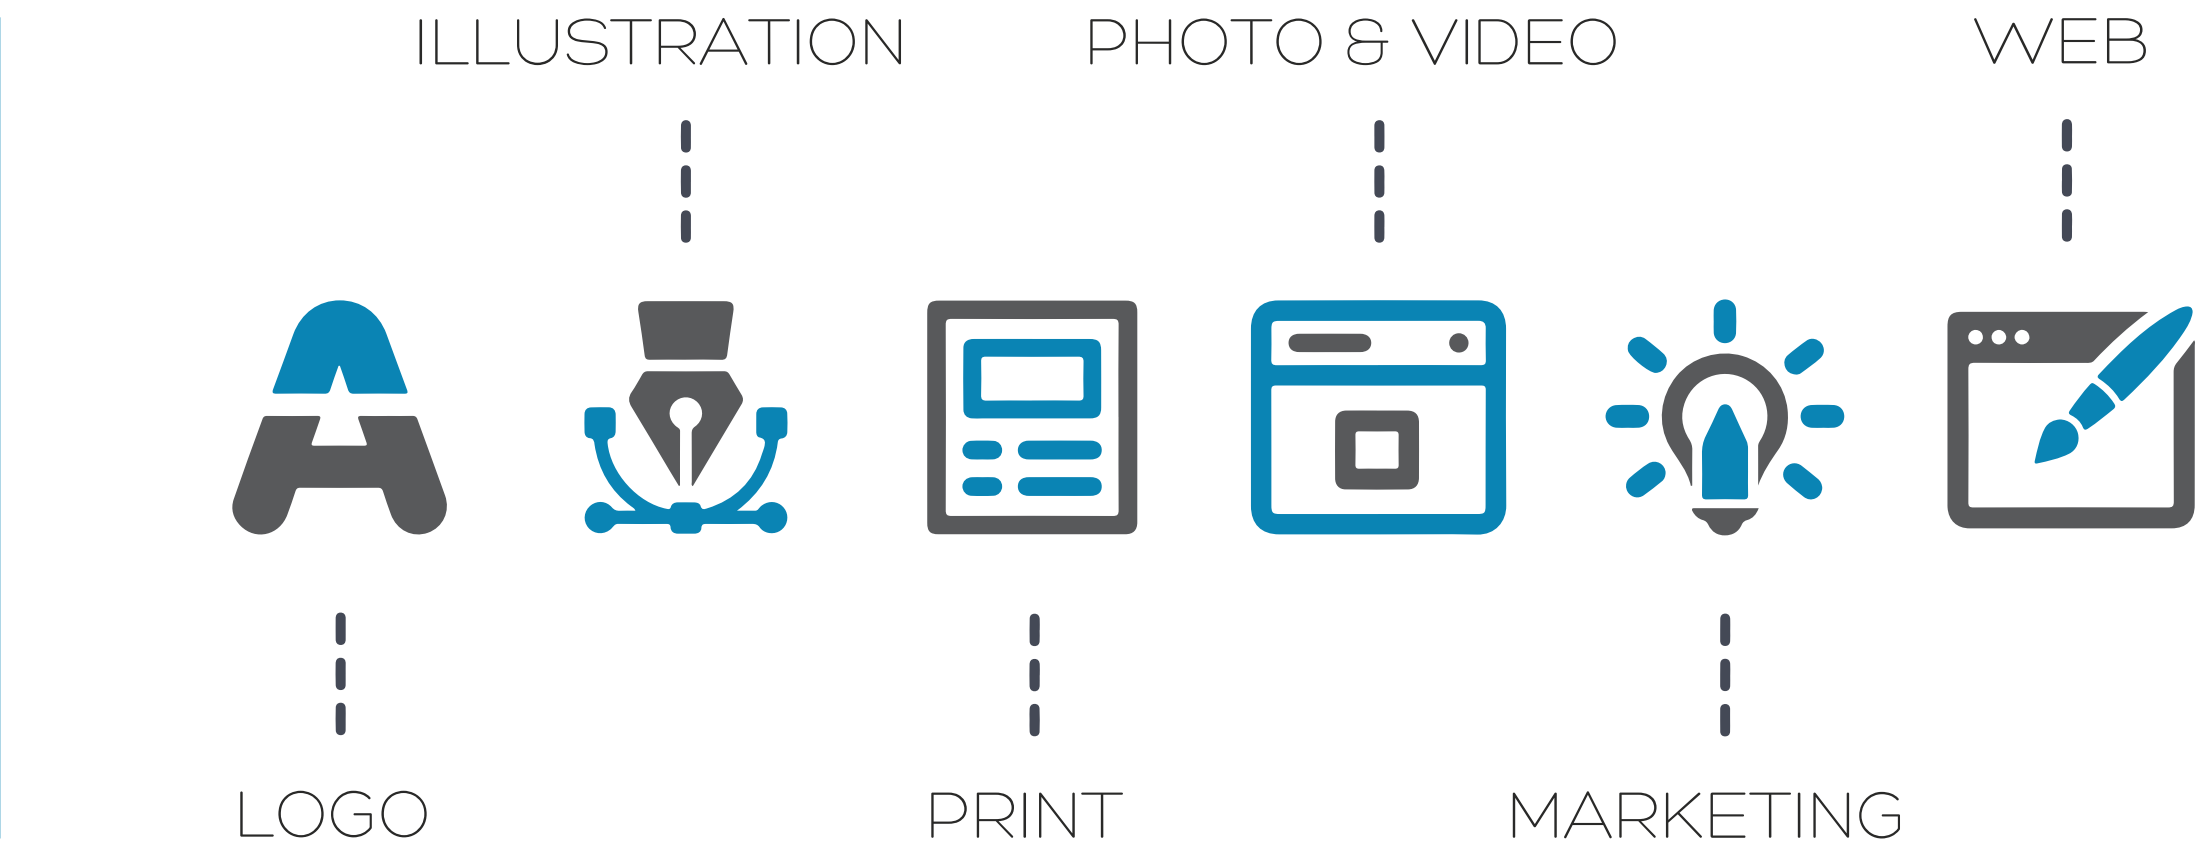 ILLUSTRATION
PHOTO & VIDEO
WEB
LOGO
PRINT
MARKETING